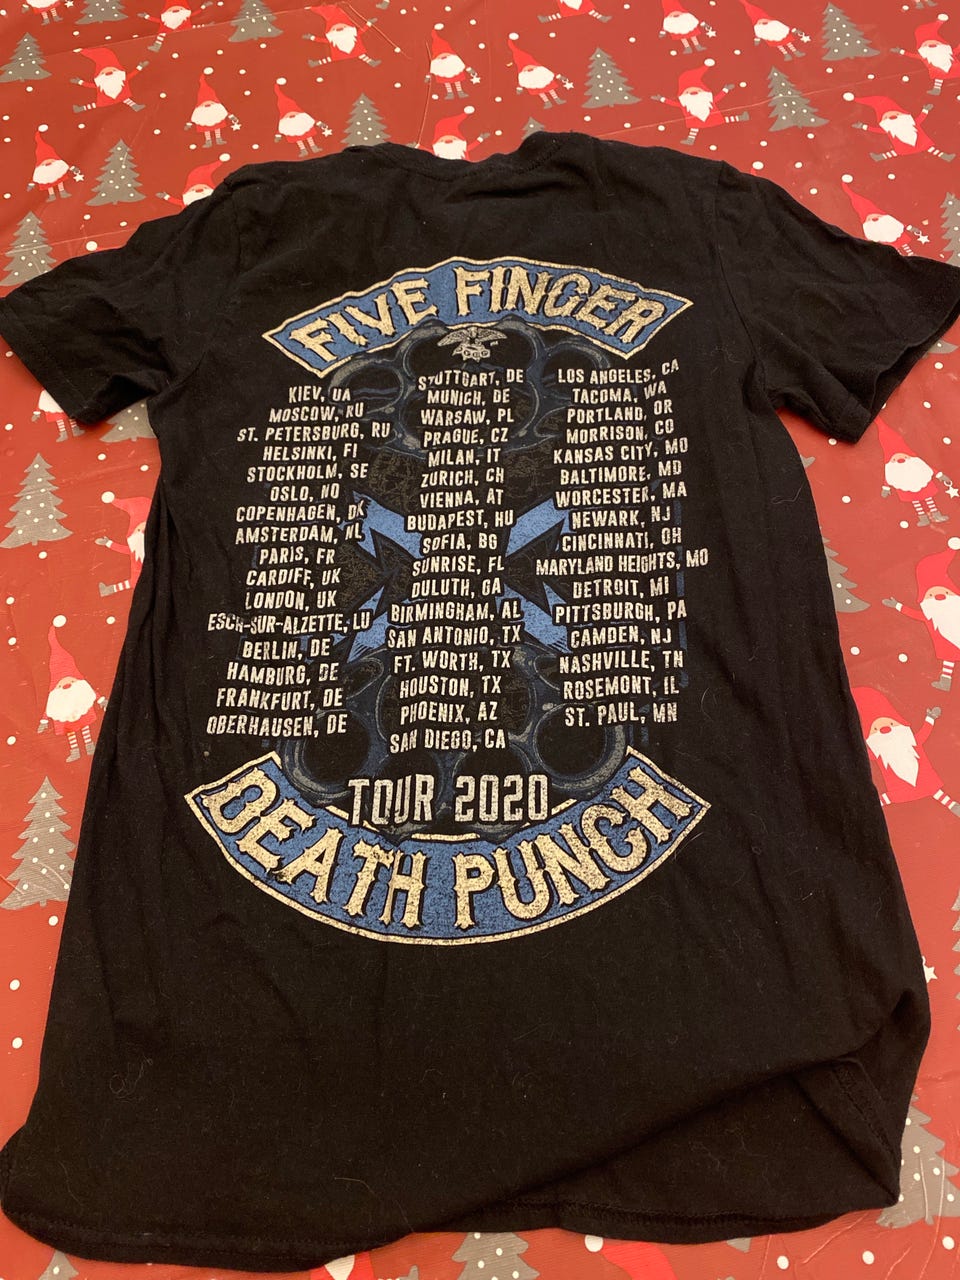 FIVE FINGER
KIEV, UA
MOSCOW, RU
ST. PETERSBURG, RU
HELSINKI, FI
STOCKHOLM, SE
OSLO, NO
COPENHAGEN, DK
AMSTERDAM, NL
PARIS, FR
CARDIFF, UK
LONDON, UK
ESCH-SUR-ALZETTE, LU
BERLIN, DE
HAMBURG, DE
FRANKFURT, DE
OBERHAUSEN, DE
STUTTGART, DE
MUNICH, DE
WARSAW, PL
PRAGUE, CZ
MILAN, IT
ZURICH, CH
VIENNA, AT
BUDAPEST, HU
SOFIA, BG
SUNRISE, FL
DULUTH, GA
BIRMINGHAM, AL
SAN ANTONIO, TX
FT. WORTH, TX
HOUSTON, TX
PHOENIX, AZ
SAN DIEGO, CA
LOS ANGELES, CA
TACOMA, WA
PORTLAND, OR
MORRISON, CO
KANSAS CITY, MO
BALTIMORE, MD
WORCESTER, MA
NEWARK, NJ
CINCINNATI, OH
MARYLAND HEIGHTS, MO
DETROIT, MI
PITTSBURGH, PA
CAMDEN, NJ
NASHVILLE, TN
ROSEMONT, IL
ST. PAUL, MN
TOUR 2020
DEATH PUNCH